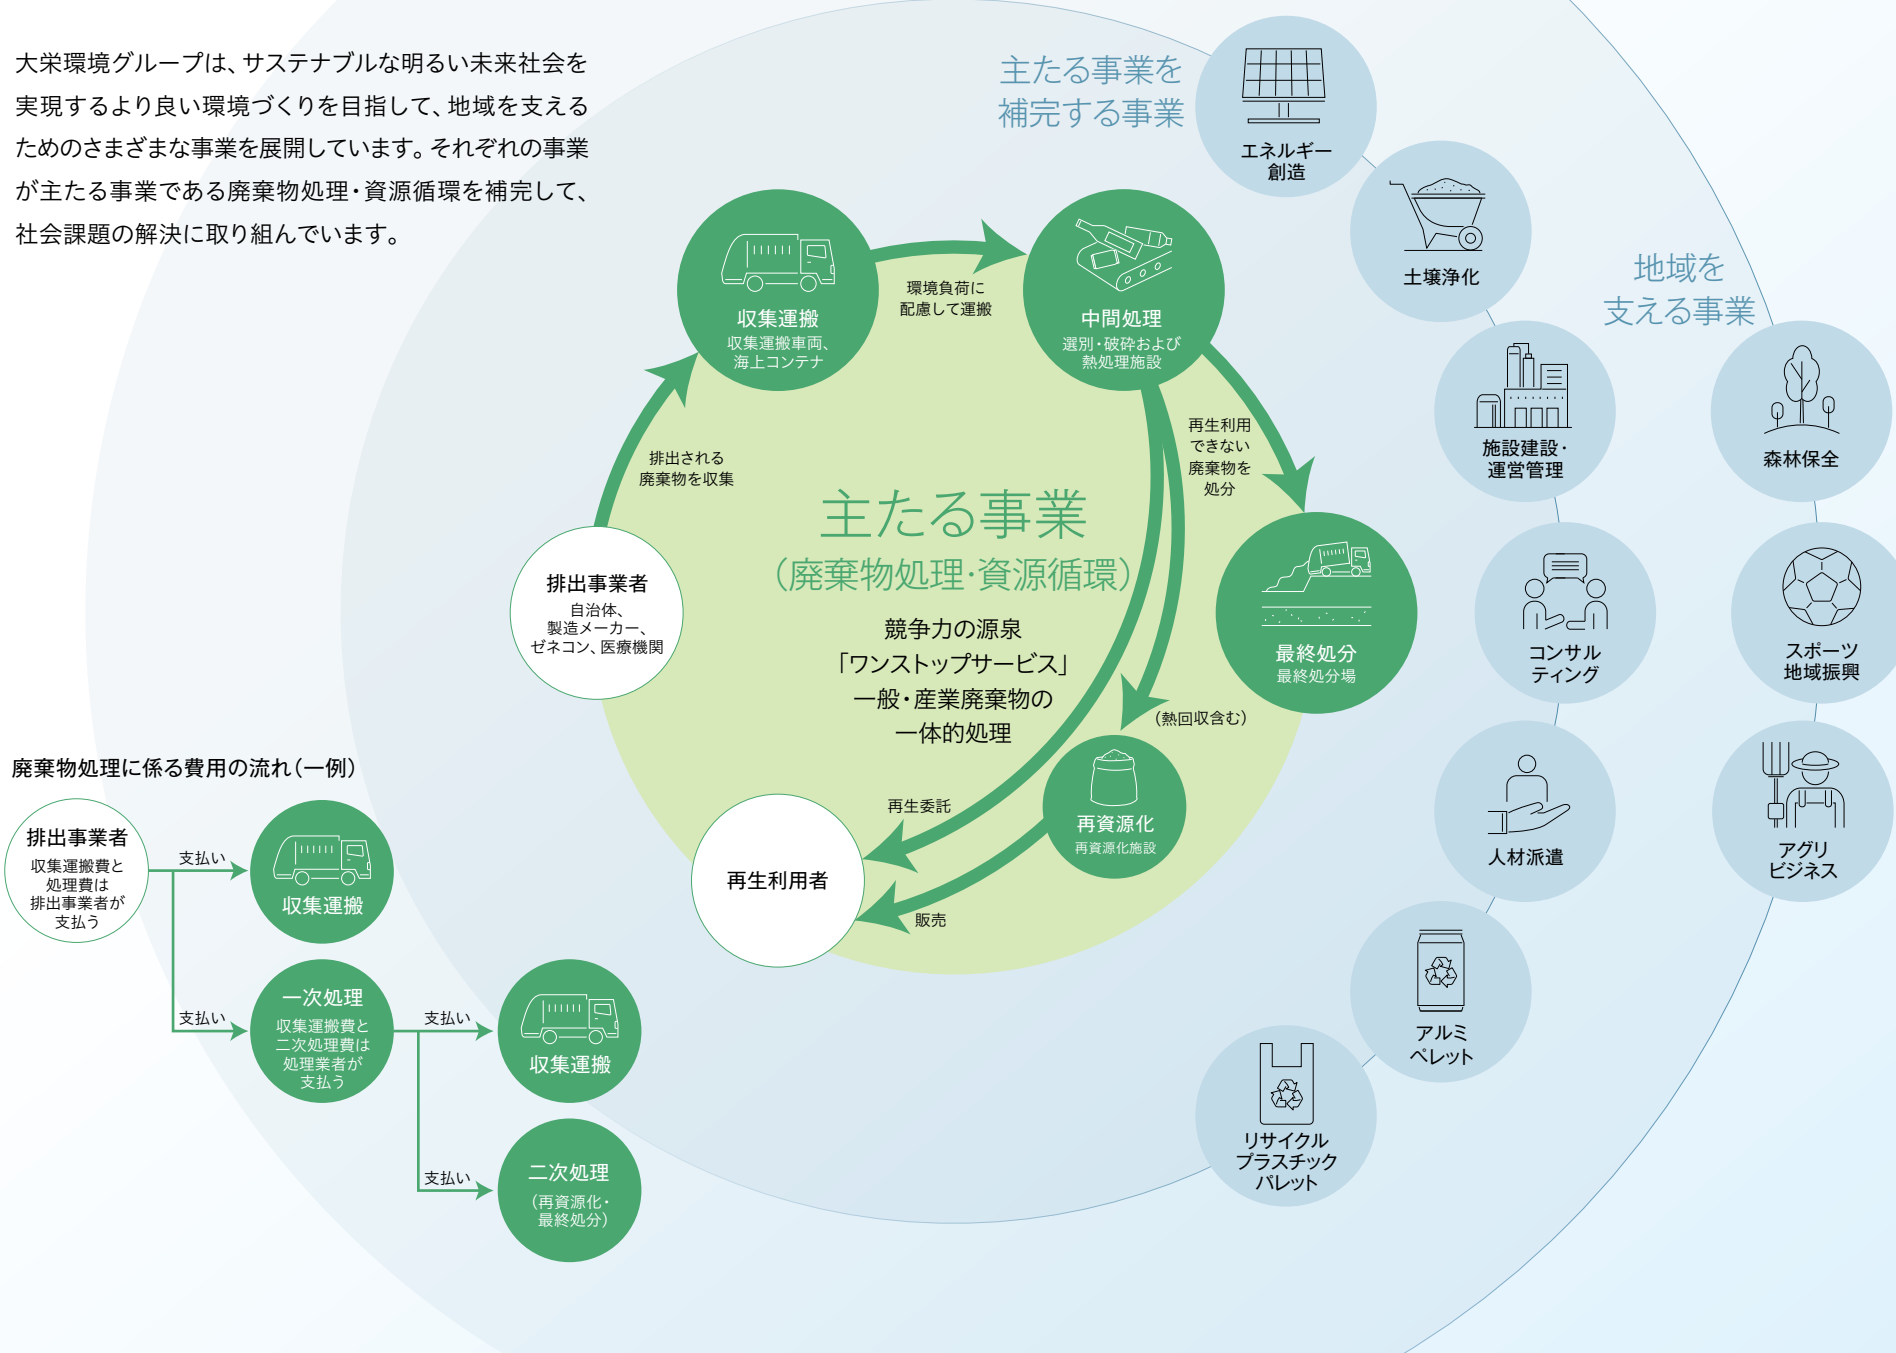 大栄環境グループは、サステナブルな明るい未来社会を
実現するより良い環境づくりを目指して、地域を支える
ためのさまざまな事業を展開しています。それぞれの事業
が主たる事業である廃棄物処理・資源循環を補完して、
社会課題の解決に取り組んでいます。
主たる事業を
補完する事業
エネルギー
創造
土壌浄化
地域を
支える事業
施設建設・
運営管理
森林保全
コンサル
ティング
スポーツ
地域振興
人材派遣
アグリ
ビジネス
アルミ
ペレット
リサイクル
プラスチック
パレット
収集運搬
収集運搬車両、
海上コンテナ
環境負荷に
配慮して運搬
中間処理
選別・破砕および
熱処理施設
排出される
廃棄物を収集
再生利用
できない
廃棄物を
処分
主たる事業
（廃棄物処理・資源循環）
競争力の源泉
「ワンストップサービス」
一般・産業廃棄物の
一体的処理
排出事業者
自治体、
製造メーカー、
ゼネコン、医療機関
最終処分
最終処分場
（熱回収含む）
再資源化
再資源化施設
再生委託
再生利用者
販売
廃棄物処理に係る費用の流れ（一例）
排出事業者
収集運搬費と
処理費は
排出事業者が
支払う
支払い
収集運搬
支払い
一次処理
収集運搬費と
二次処理費は
処理業者が
支払う
支払い
収集運搬
支払い
二次処理
（再資源化・
最終処分）